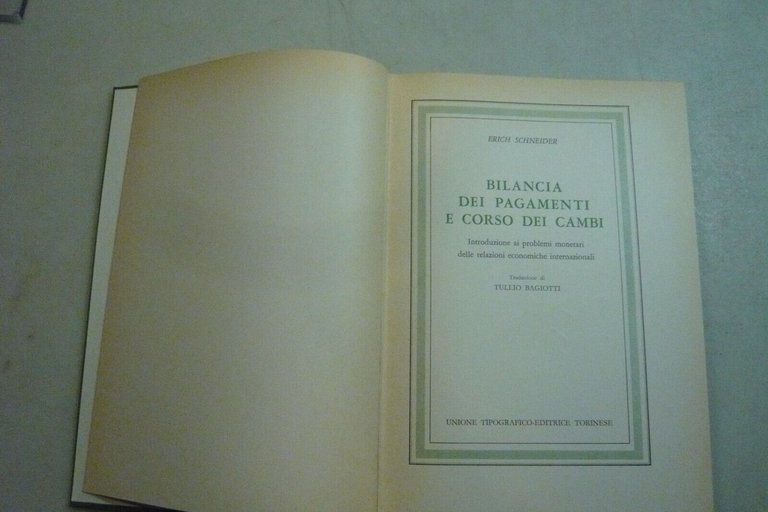 ERICH SCHNEIDER
BILANCIA
DEI PAGAMENTI
E CORSO DEI CAMBI
Introduzione ai problemi monetari
delle relazioni economiche internazionali
Traduzione di
TULLIO BAGIOTTI
UNIONE TIPOGRAFICO-EDITRICE TORINESE